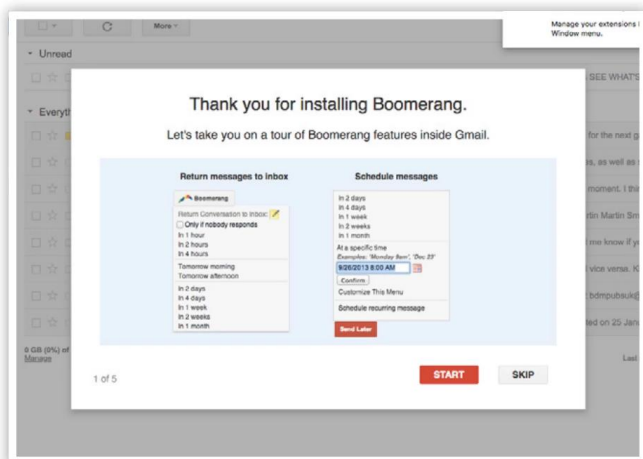 More
Manage your extensions
Window menu.
Unread
SEE WHAT'S
Everyth
for the next
as, as well as
moment. I thin
rtin Martin Sm
me know if y
vice versa. K
bdmpubsuk@
ted on 25 Jan
0 GB (0%) of
Manage
Last
Thank you for installing Boomerang.
Let's take you on a tour of Boomerang features inside Gmail.
Return messages to inbox
Boomerang
Return Conversation to Inbox:
Only if nobody responds
In 1 hour
In 2 hours
In 4 hours
Tomorrow morning
Tomorrow afternoon
In 2 days
In 4 days
In 1 week
In 2 weeks
In 1 month
Schedule messages
In 2 days
In 4 days
In 1 week
In 2 weeks
In 1 month
At a specific time
Examples: 'Monday 9am', 'Dec 23'
9/26/2013 8:00 AM
Confirm
Customize This Menu
Schedule recurring message
Send Later
1 of 5
START
SKIP